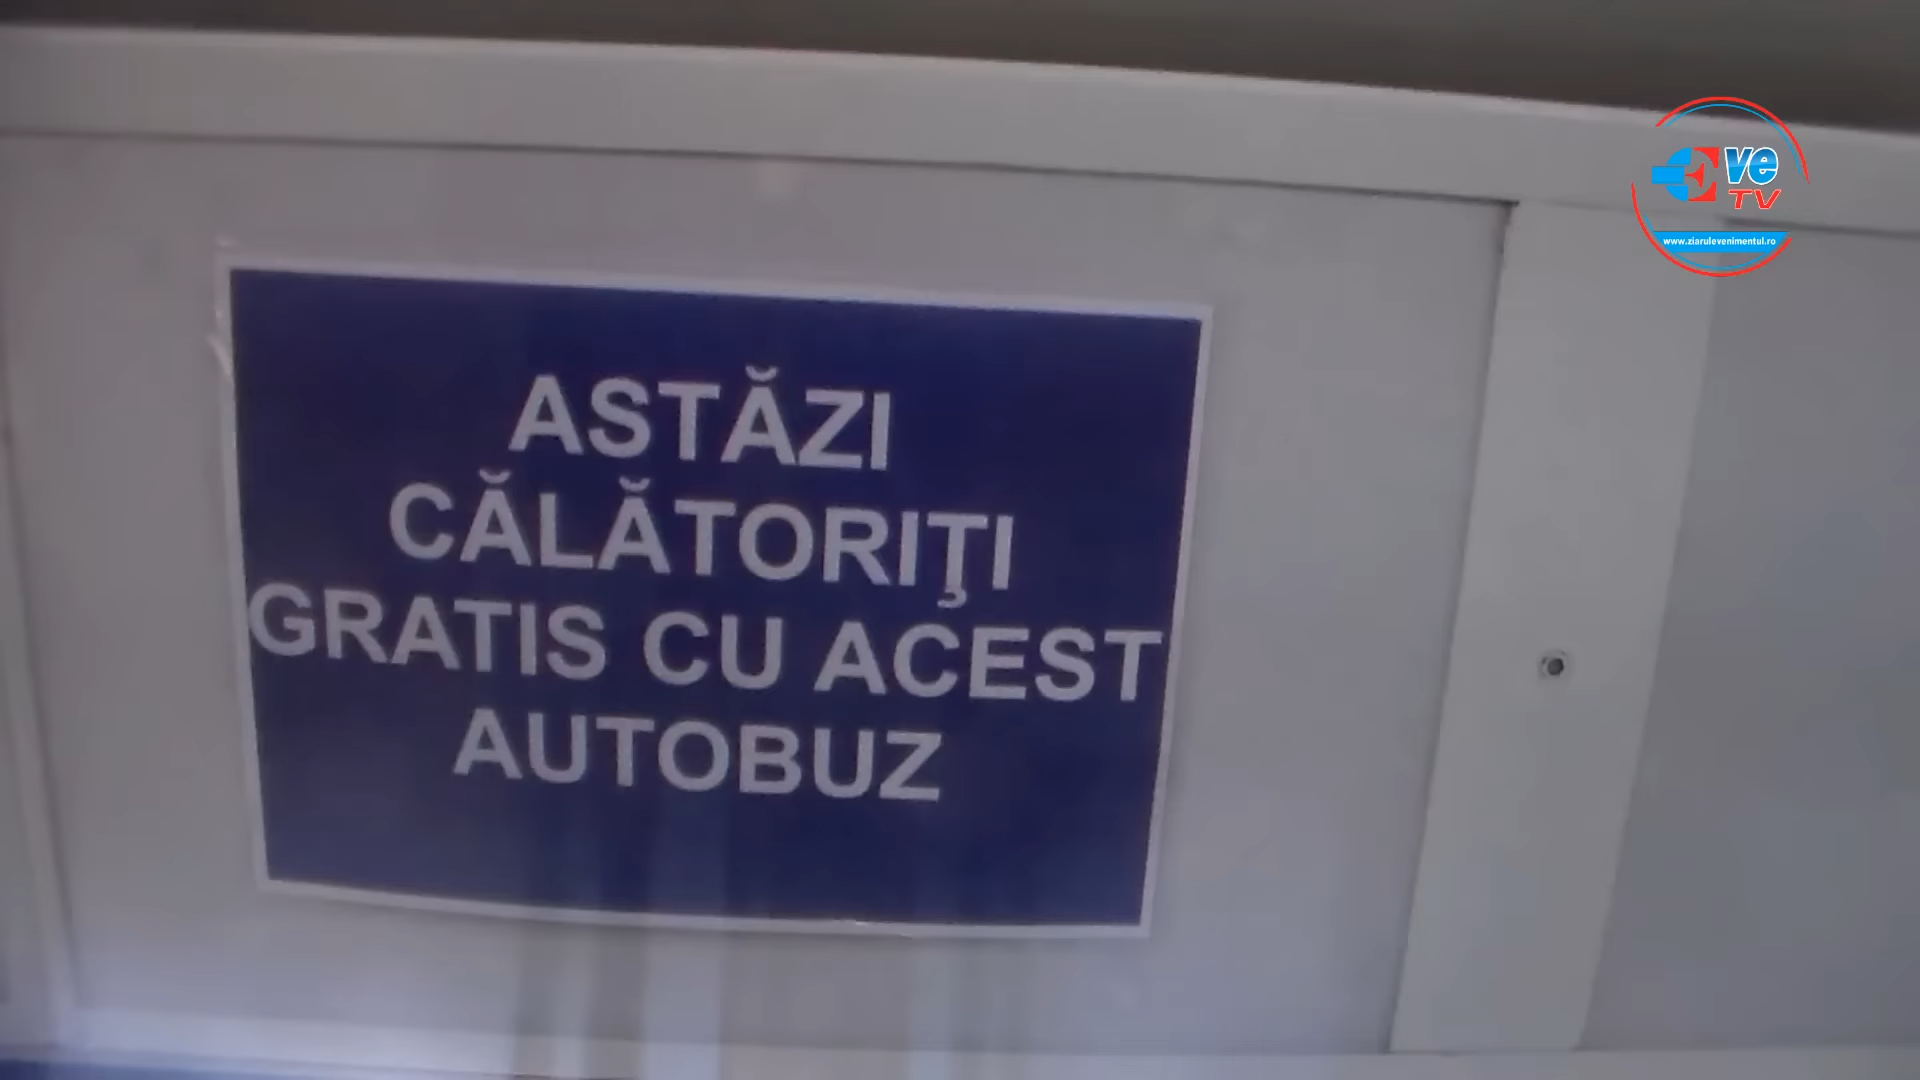 Eve
TV
www.ziarulevenimentul.ro
ASTĂZI
CĂLĂTORIŢI
GRATIS CU ACEST
AUTOBUZ